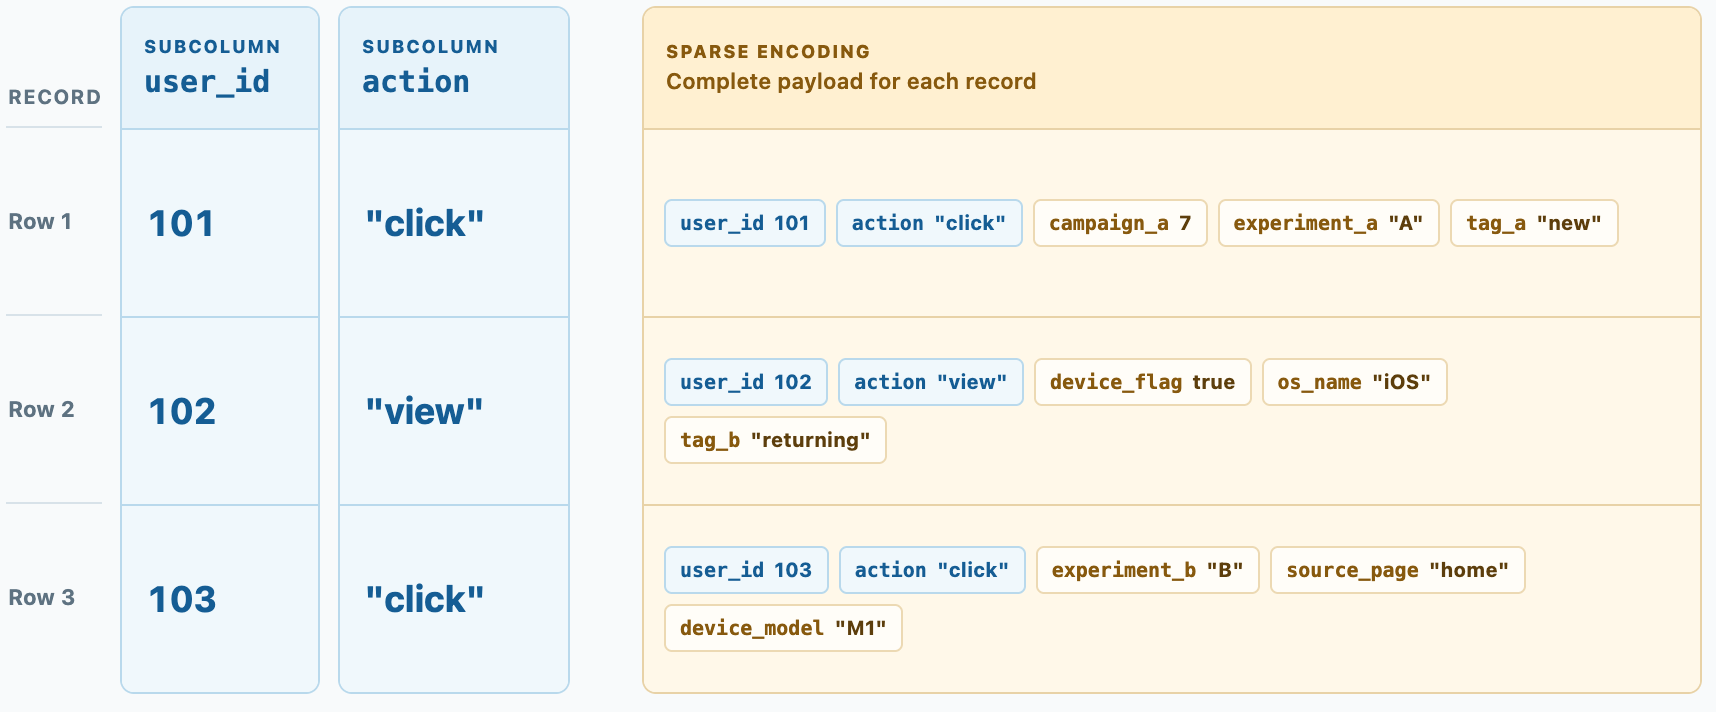 RECORD
SUBCOLUMN
user_id
SUBCOLUMN
action
SPARSE ENCODING
Complete payload for each record
Row 1
101
"click"
user_id 101 action "click" campaign_a 7 experiment_a "A" tag_a "new"
Row 2
102
"view"
user_id 102 action "view" device_flag true os_name "iOS"
tag_b "returning"
Row 3
103
"click"
user_id 103 action "click" experiment_b "B" source_page "home"
device_model "M1"